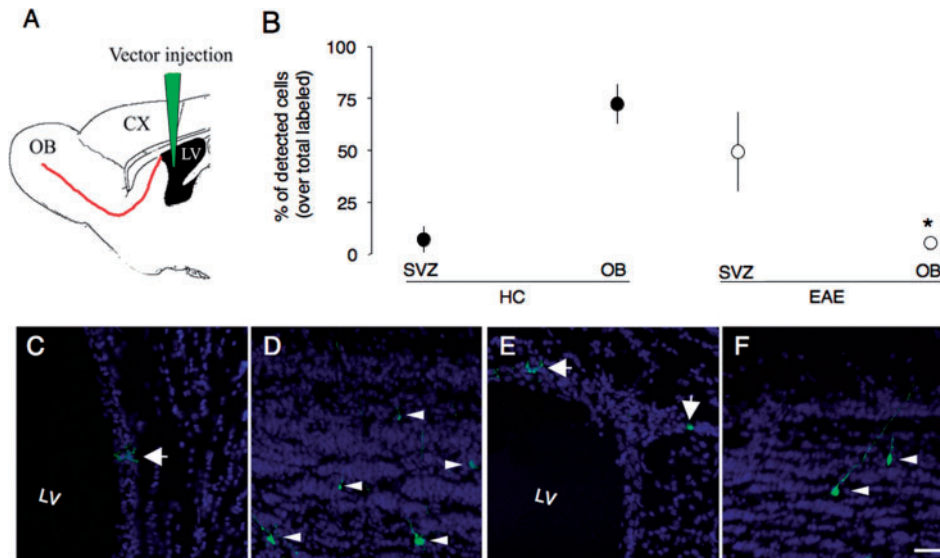 A
Vector injection
CX
OB
LV
B
% of detected cells
(over total labeled)
100
75
50
25
0
*
SVZ
OB
SVZ
OB
HC
EAE
C
D
E
F
LV
LV